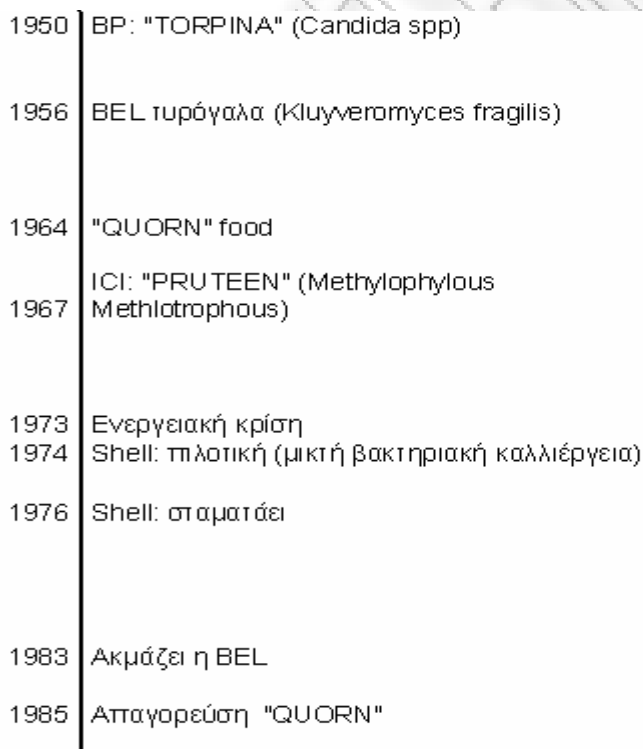 1950 BP: "TORPINA" (Candida spp)
1956 BEL τυρόγαλα (Kluyveromyces fragilis)
1964 "QUORN" food
ICI: "PRUTEEN" (Methylophylous
1967 Methlotrophous)
1973 Ενεργειακή κρίση
1974 Shell: πιλοτική (μικτή βακτηριακή καλλιέργεια)
1976 Shell: σταματάει
1983 Ακμάζει η BEL
1985 Απαγορεύση "QUORN"